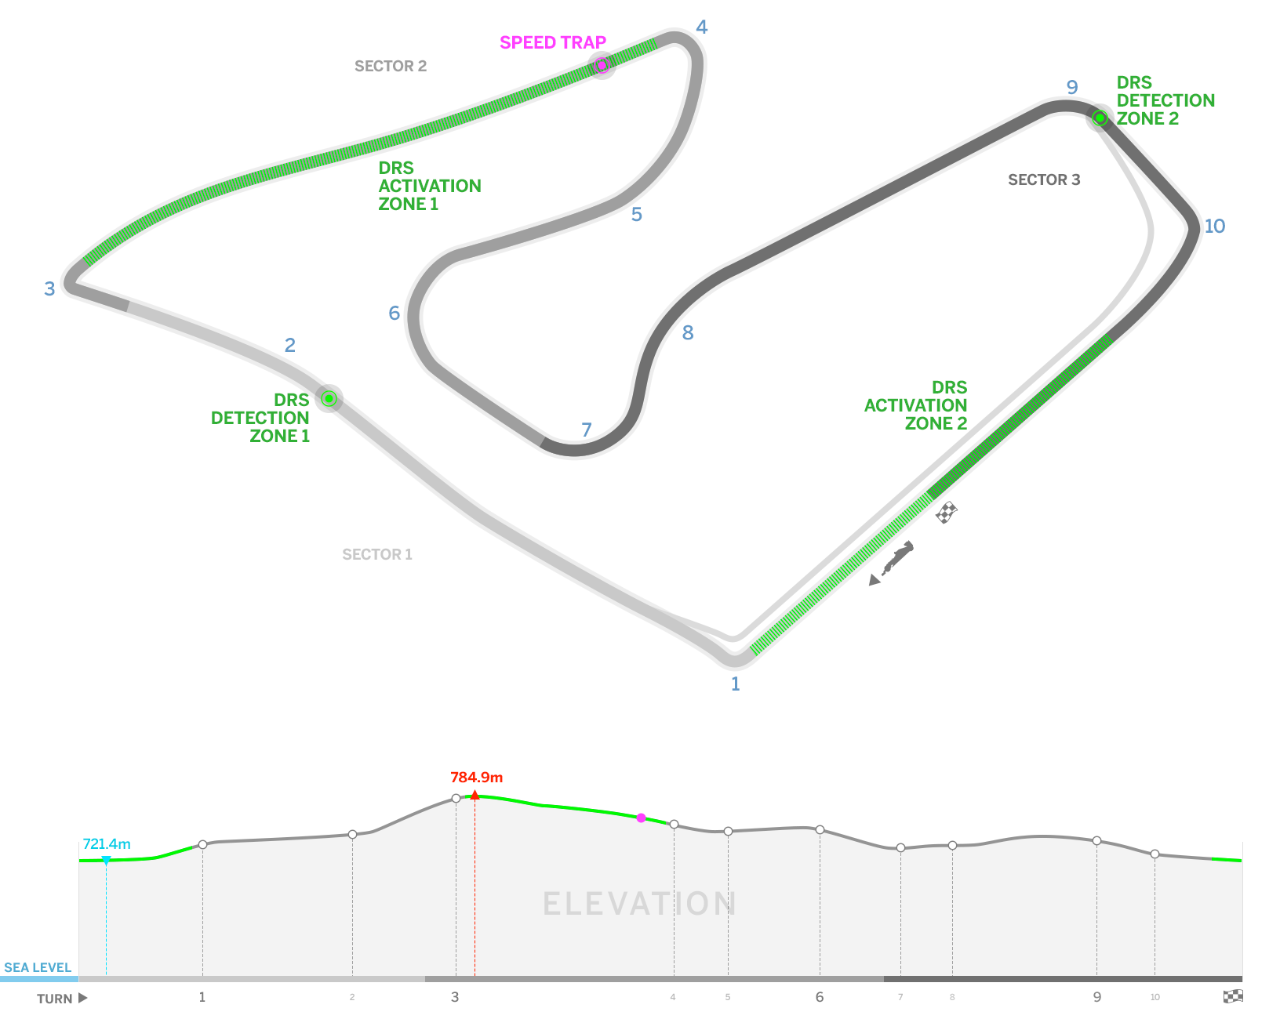 4
SPEED TRAP
SECTOR 2
9
DRS
DETECTION
ZONE 2
DRS
ACTIVATION
ZONE 1
SECTOR 3
5
10
3
6
8
2
DRS
DETECTION
ZONE 1
DRS
ACTIVATION
ZONE 2
7
SECTOR 1
1
784.9m
721.4m
ELEVATION
SEA LEVEL
TURN 1 2 3 4 5 6 7 8 9 10